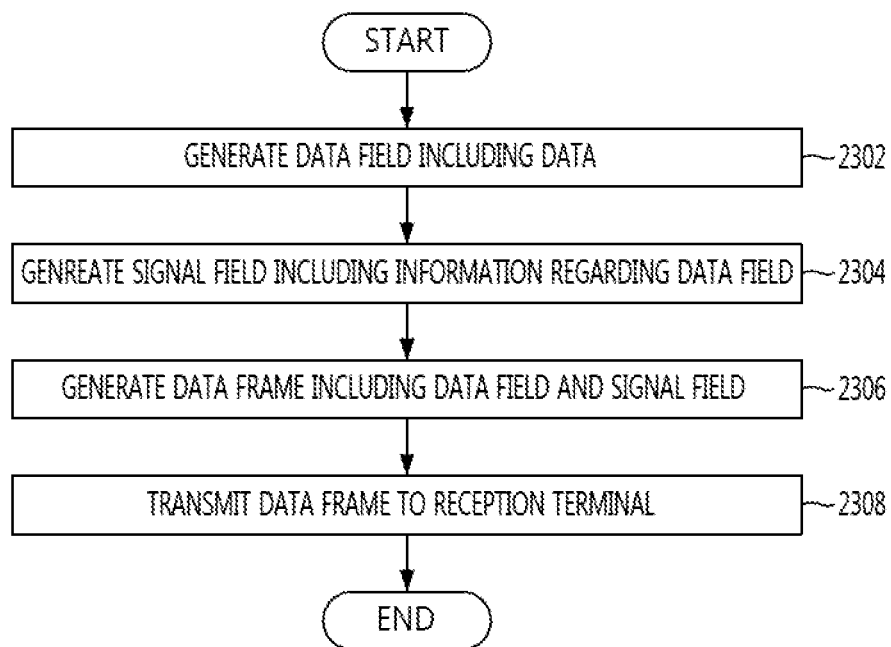 START
GENERATE DATA FIELD INCLUDING DATA 2302
GENREATE SIGNAL FIELD INCLUDING INFORMATION REGARDING DATA FIELD 2304
GENERATE DATA FRAME INCLUDING DATA FIELD AND SIGNAL FIELD 2306
TRANSMIT DATA FRAME TO RECEPTION TERMINAL 2308
END